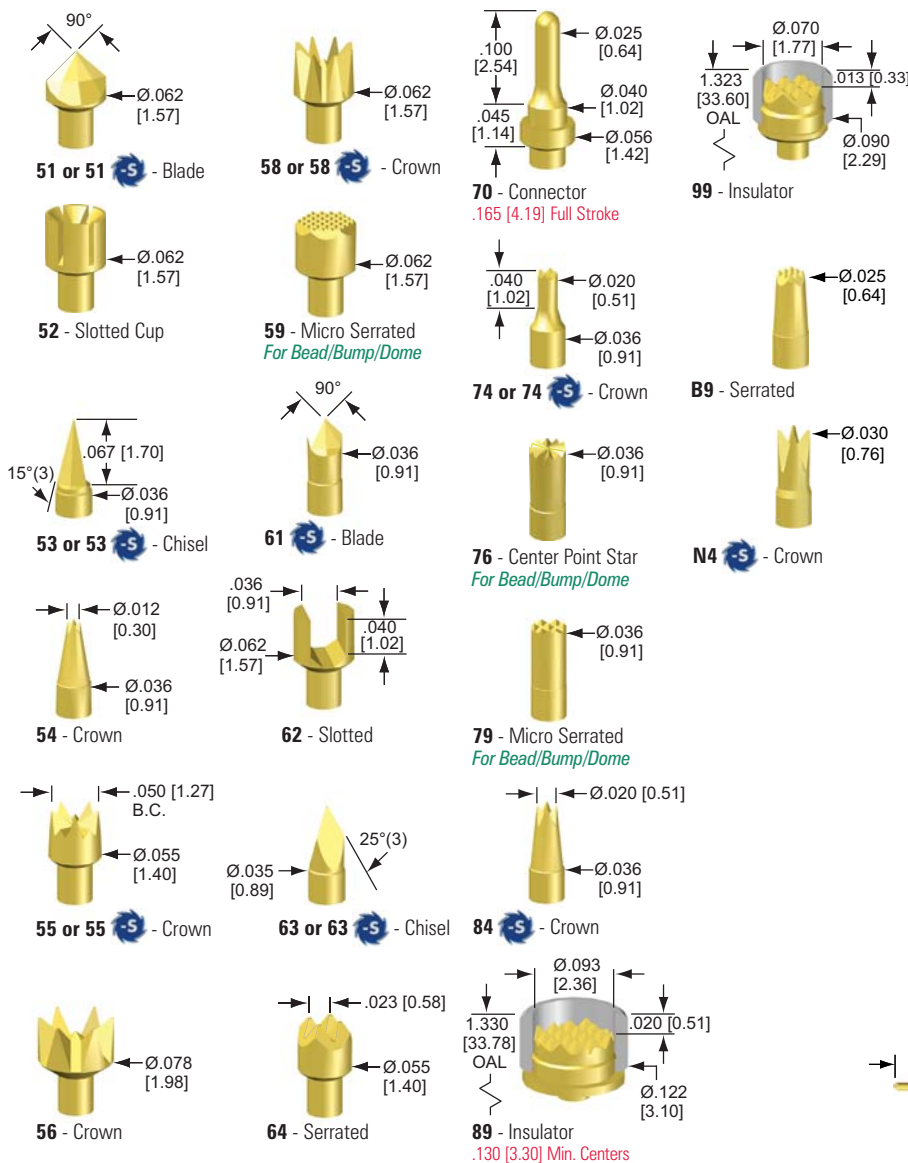 90°
Ø.062
[1.57]
51 or 51 -S - Blade
Ø.062
[1.57]
58 or 58 -S - Crown
.100
[2.54]
.045
[1.14]
Ø.025
[0.64]
Ø.040
[1.02]
Ø.056
[1.42]
70 - Connector
.165 [4.19] Full Stroke
Ø.070
[1.77]
1.323
[33.60]
OAL
.013 [0.33]
Ø.090
[2.29]
99 - Insulator
Ø.062
[1.57]
52 - Slotted Cup
Ø.062
[1.57]
59 - Micro Serrated
For Bead/Bump/Dome
.040
[1.02]
Ø.020
[0.51]
Ø.036
[0.91]
74 or 74 -S - Crown
Ø.025
[0.64]
B9 - Serrated
.067 [1.70]
15°(3)
Ø.036
[0.91]
53 or 53 -S - Chisel
90°
Ø.036
[0.91]
61 -S - Blade
Ø.036
[0.91]
76 - Center Point Star
For Bead/Bump/Dome
Ø.030
[0.76]
N4 -S - Crown
Ø.012
[0.30]
Ø.036
[0.91]
54 - Crown
.036
[0.91]
Ø.062
[1.57]
.040
[1.02]
62 - Slotted
Ø.036
[0.91]
79 - Micro Serrated
For Bead/Bump/Dome
.050 [1.27]
B.C.
Ø.055
[1.40]
55 or 55 -S - Crown
Ø.035
[0.89]
25°(3)
63 or 63 -S - Chisel
Ø.020 [0.51]
Ø.036
[0.91]
84 -S - Crown
Ø.078
[1.98]
56 - Crown
.023 [0.58]
Ø.055
[1.40]
64 - Serrated
Ø.093
[2.36]
1.330
[33.78]
OAL
.020 [0.51]
Ø.122
[3.10]
89 - Insulator
.130 [3.30] Min. Centers